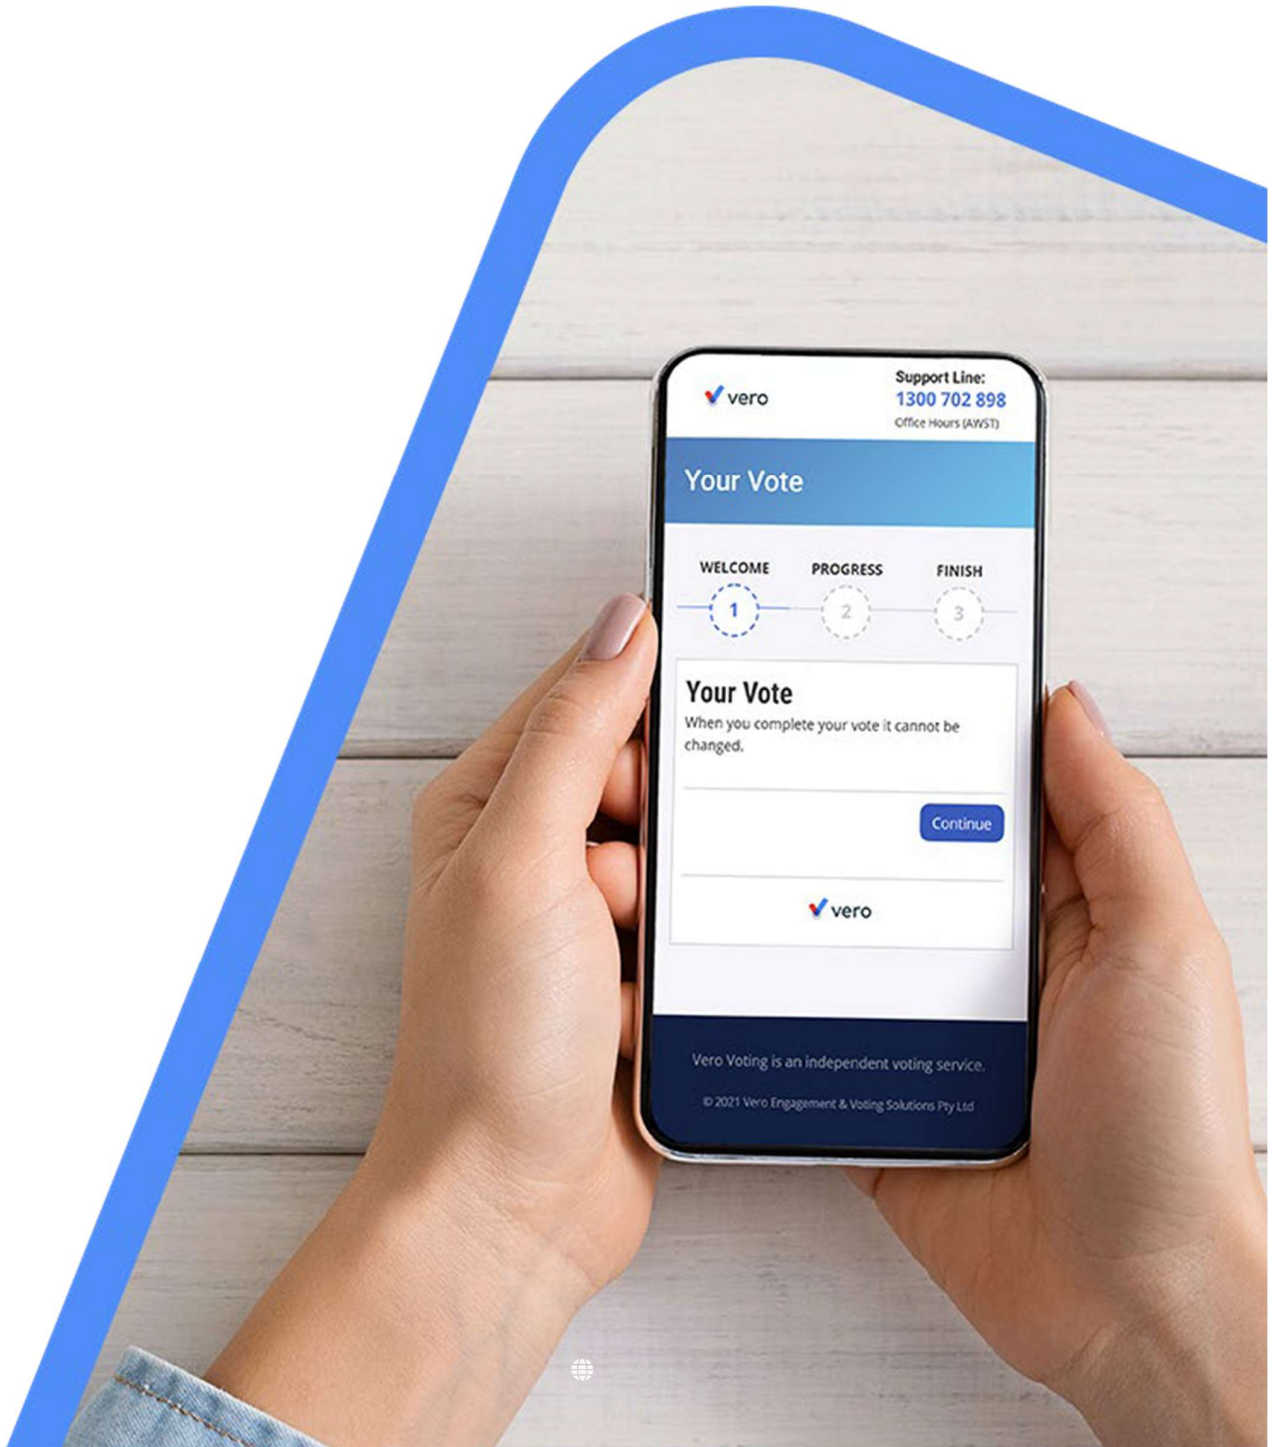 vero
Support Line:
1300 702 898
Office Hours (AWST)
Your Vote
WELCOME
PROGRESS
FINISH
1
2
3
Your Vote
When you complete your vote it cannot be
changed.
Continue
vero
Vero Voting is an independent voting service.
© 2021 Vero Engagement & Voting Solutions Pty Ltd